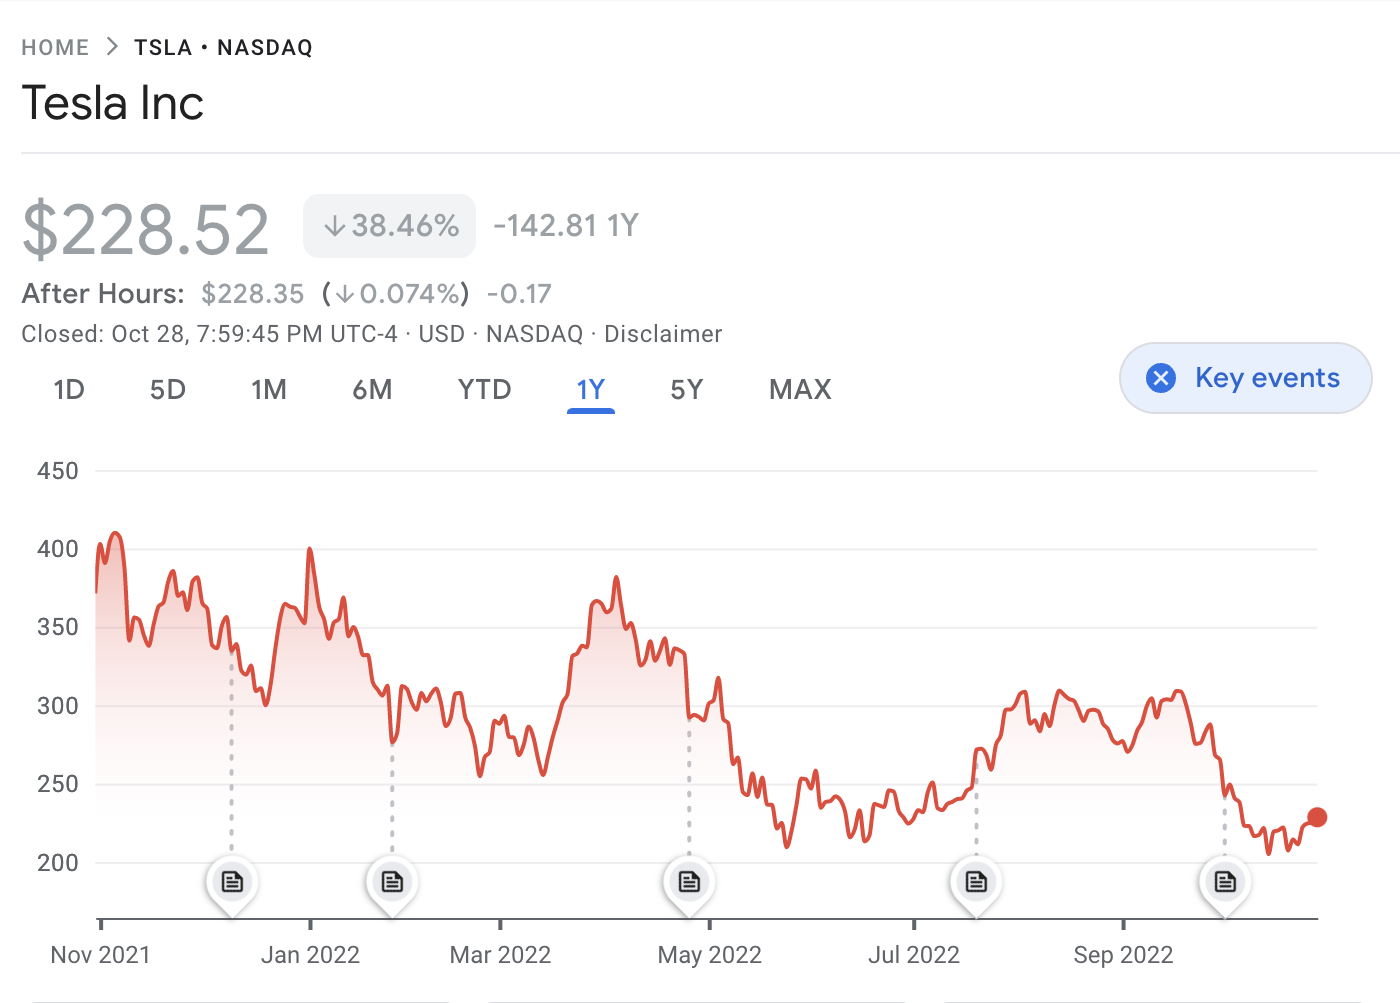 HOME > TSLA • NASDAQ
Tesla Inc
$228.52 ↓38.46% -142.81 1Y
After Hours: $228.35 (↓0.074%) -0.17
Closed: Oct 28, 7:59:45 PM UTC-4 · USD · NASDAQ · Disclaimer
1D 5D 1M 6M YTD 1Y 5Y MAX
Key events
450
400
350
300
250
200
Nov 2021 Jan 2022 Mar 2022 May 2022 Jul 2022 Sep 2022